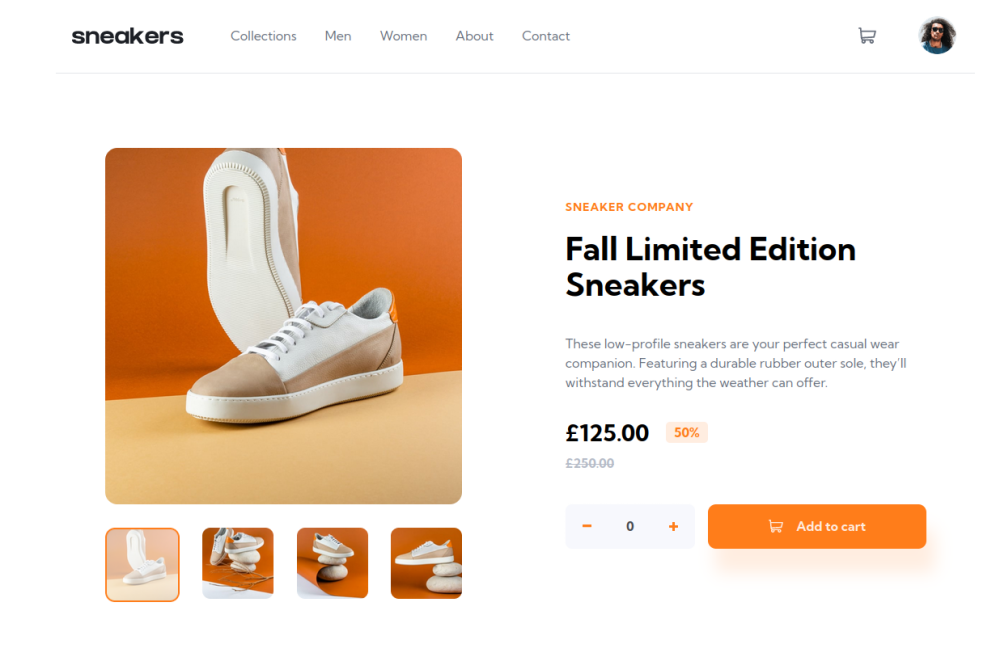 sneakers Collections Men Women About Contact
SNEAKER COMPANY
Fall Limited Edition
Sneakers
These low-profile sneakers are your perfect casual wear
companion. Featuring a durable rubber outer sole, they'll
withstand everything the weather can offer.
£125.00 50%
£250.00
- 0 + Add to cart